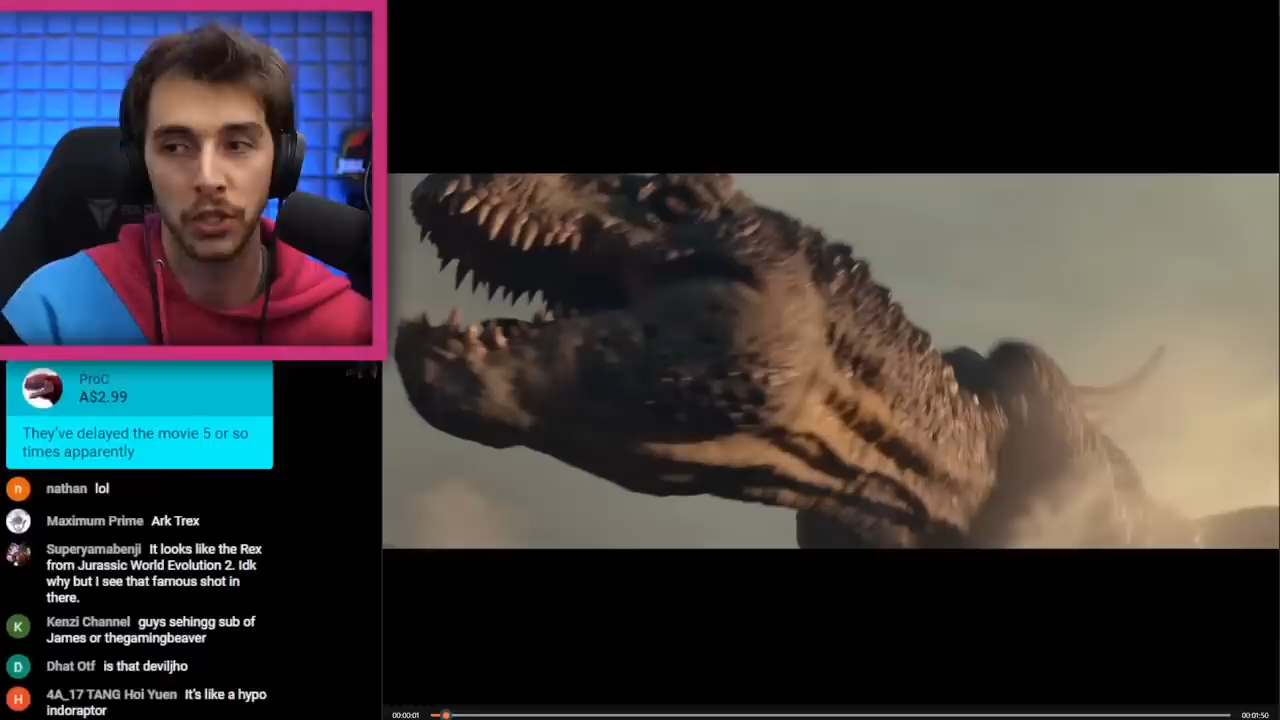 ProC
A$2.99
They've delayed the movie 5 or so
times apparently
n nathan lol
Maximum Prime Ark Trex
Superyamabenji It looks like the Rex
from Jurassic World Evolution 2. Idk
why but I see that famous shot in
there.
K Kenzi Channel guys sehingg sub of
James or thegamingbeaver
D Dhat Otf is that deviljho
H 4A_17 TANG Hoi Yuen It's like a hypo
indoraptor
00:00:01
00:01:50